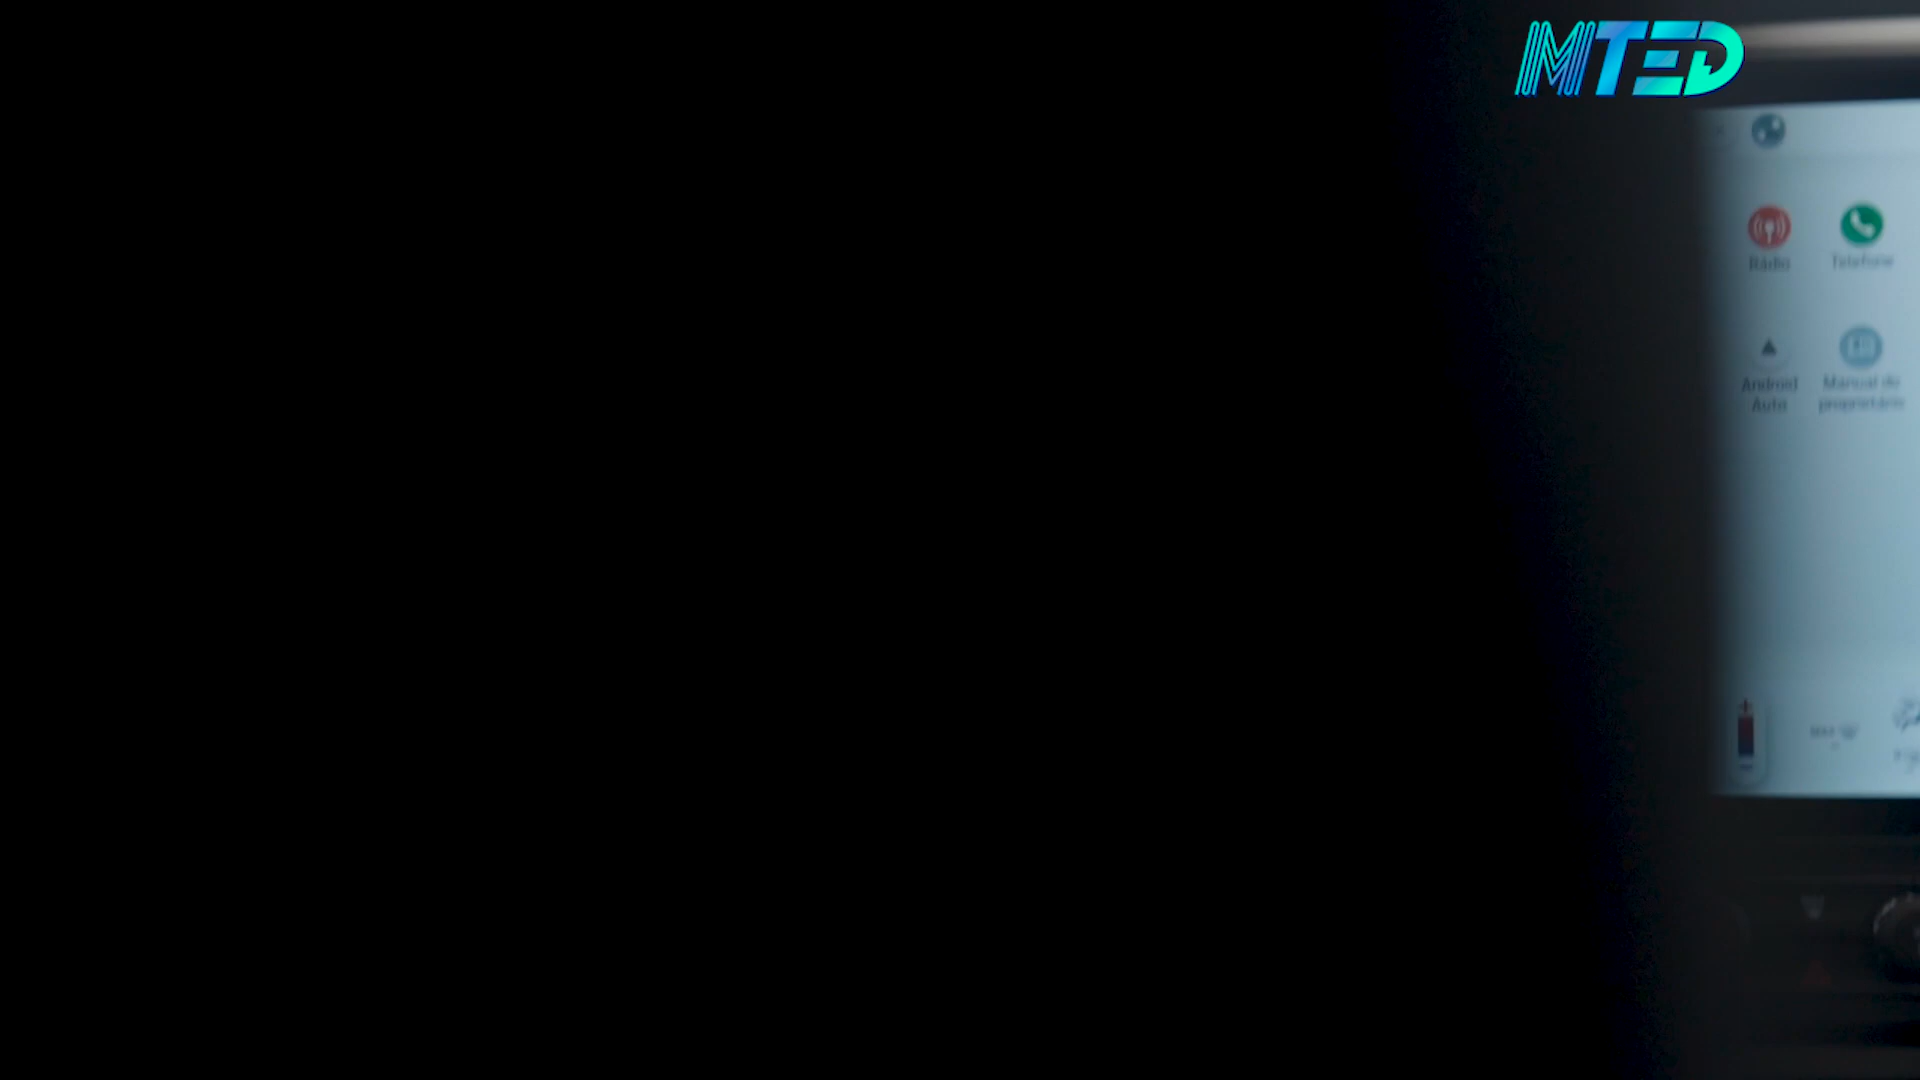 MTED
Rádio
Telefone
Android
Auto
Manual do
proprietário